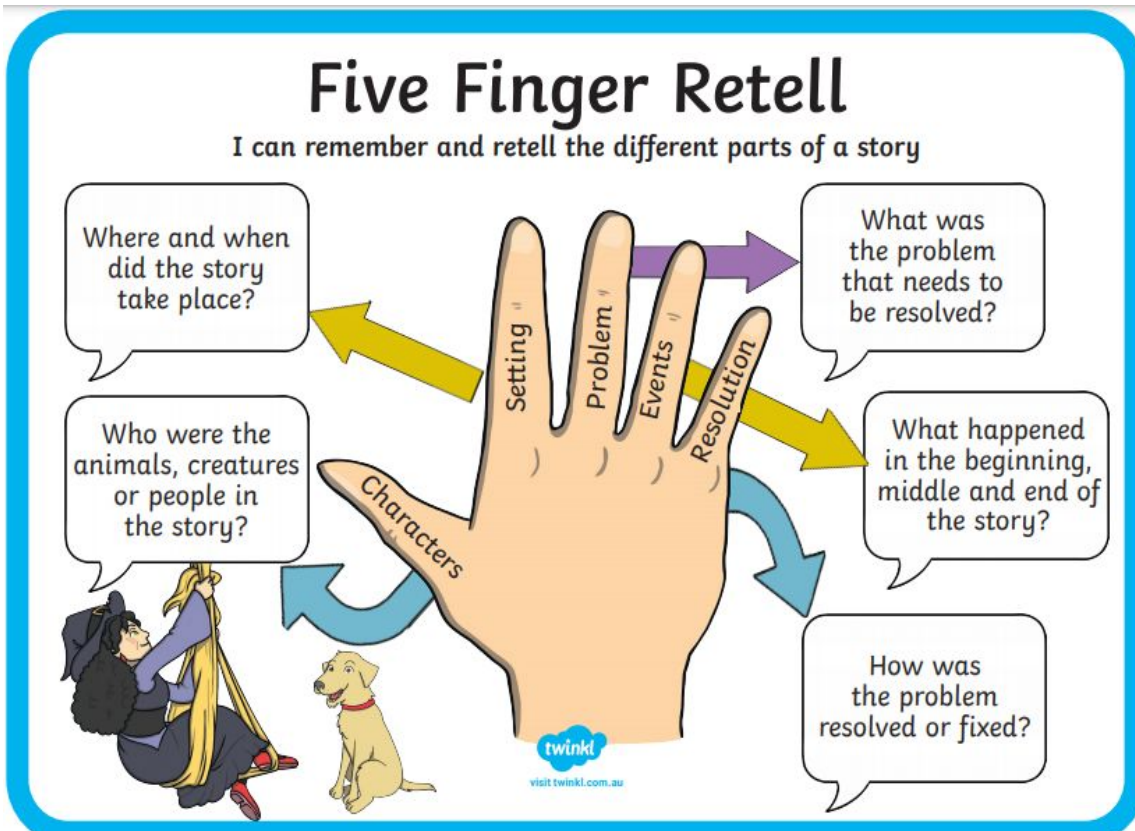 Five Finger Retell
I can remember and retell the different parts of a story
Where and when
did the story
take place?
Who were the
animals, creatures
or people in
the story?
Characters
Setting
Problem
Events
Resolution
What was
the problem
that needs to
be resolved?
What happened
in the beginning,
middle and end of
the story?
How was
the problem
resolved or fixed?
twinkl
visit twinkl.com.au